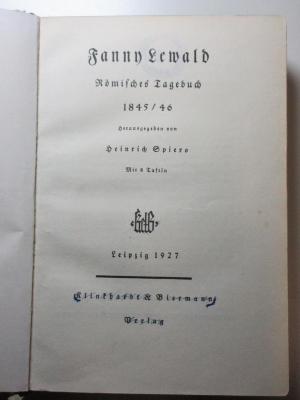 Fanny Lewald
Römisches Tagebuch
1845/46
Herausgegeben von
Heinrich Spiero
Mit 8 Tafeln
Leipzig 1927
Klinkhardt & Biermann
Verlag